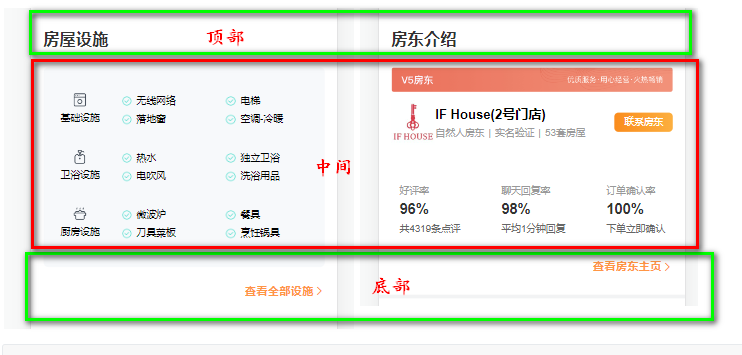 房屋设施
顶部
基础设施
无线网络
电梯
落地窗
空调-冷暖
卫浴设施
热水
独立卫浴
电吹风
洗浴用品
厨房设施
微波炉
餐具
刀具菜板
烹饪锅具
查看全部设施 >
中间
底部
房东介绍
V5房东
优质服务·用心经营·火热畅销
IF HOUSE
IF House(2号门店)
自然人房东 | 实名验证 | 53套房屋
联系房东
好评率
聊天回复率
订单确认率
96%
98%
100%
共4319条点评
平均1分钟回复
下单立即确认
查看房东主页 >